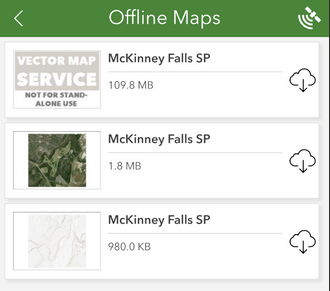 Offline Maps
VECTOR MAP
SERVICE
NOT FOR STAND-
ALONE USE
McKinney Falls SP
109.8 MB
McKinney Falls SP
1.8 MB
McKinney Falls SP
980.0 KB